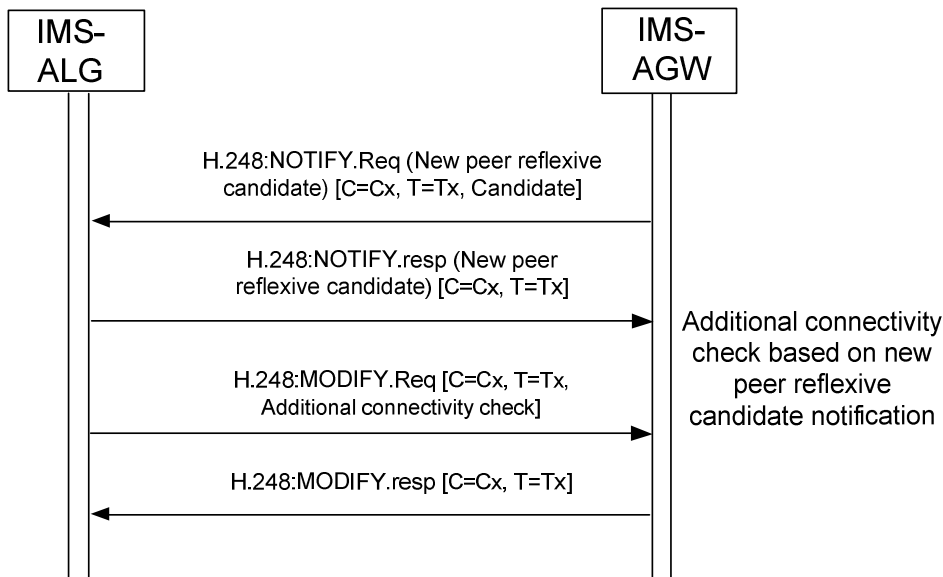 IMS-
ALG
IMS-
AGW
H.248:NOTIFY.Req (New peer reflexive
candidate) [C=Cx, T=Tx, Candidate]
H.248:NOTIFY.resp (New peer
reflexive candidate) [C=Cx, T=Tx]
Additional connectivity
check based on new
peer reflexive
candidate notification
H.248:MODIFY.Req [C=Cx, T=Tx,
Additional connectivity check]
H.248:MODIFY.resp [C=Cx, T=Tx]